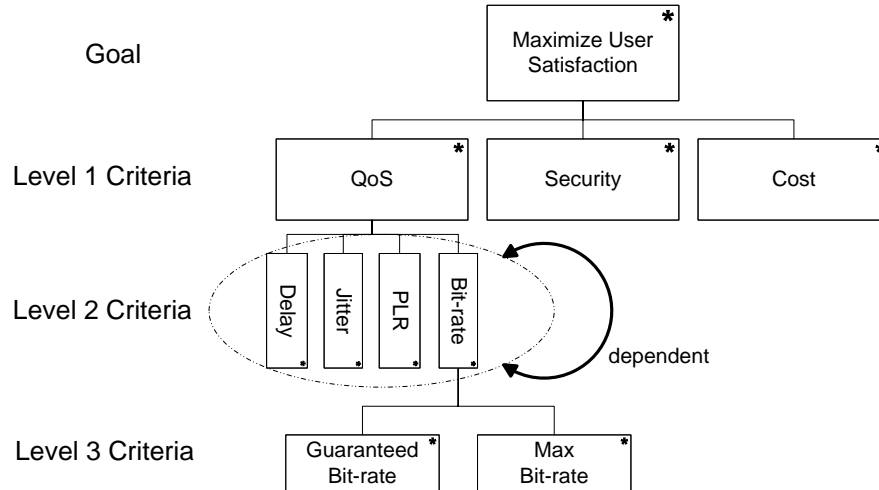 Goal
*
Maximize User
Satisfaction
Level 1 Criteria
*
QoS
*
Security
*
Cost
Level 2 Criteria
Delay
*
Jitter
*
PLR
*
Bit-rate
*
dependent
Level 3 Criteria
Guaranteed *
Bit-rate
Max *
Bit-rate